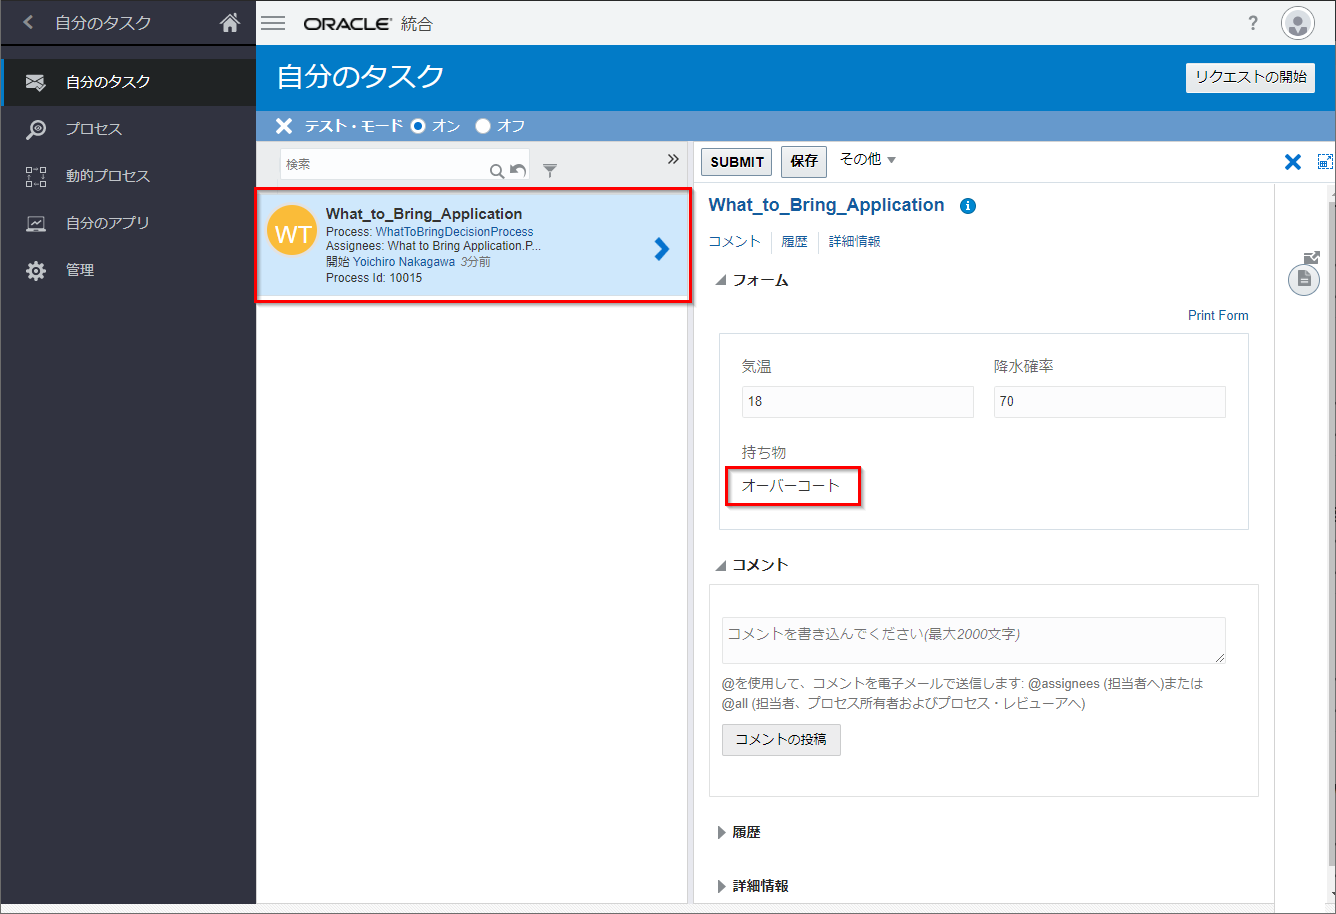 自分のタスク
ORACLE 統合
?
自分のタスク
プロセス
動的プロセス
自分のアプリ
管理
自分のタスク
リクエストの開始
テスト・モード オン オフ
検索
WT
What_to_Bring_Application
Process: WhatToBringDecisionProcess
Assignees: What to Bring Application.P...
開始 Yoichiro Nakagawa 3分前
Process Id: 10015
SUBMIT 保存 その他
What_to_Bring_Application
コメント 履歴 詳細情報
フォーム
Print Form
気温 降水確率
18 70
持ち物
オーバーコート
コメント
コメントを書き込んでください(最大2000文字)
@を使用して、コメントを電子メールで送信します: @assignees (担当者へ)または
@all (担当者、プロセス所有者およびプロセス・レビューアへ)
コメントの投稿
履歴
詳細情報